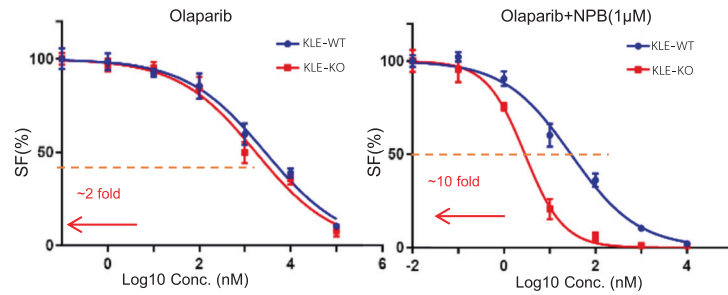 Olaparib
100
50
0
SF(%)
KLE-WT
KLE-KO
~2 fold
0 2 4 6
Log10 Conc. (nM)
Olaparib+NPB(1μM)
100
50
0
SF(%)
KLE-WT
KLE-KO
~10 fold
-2 0 2 4
Log10 Conc. (nM)